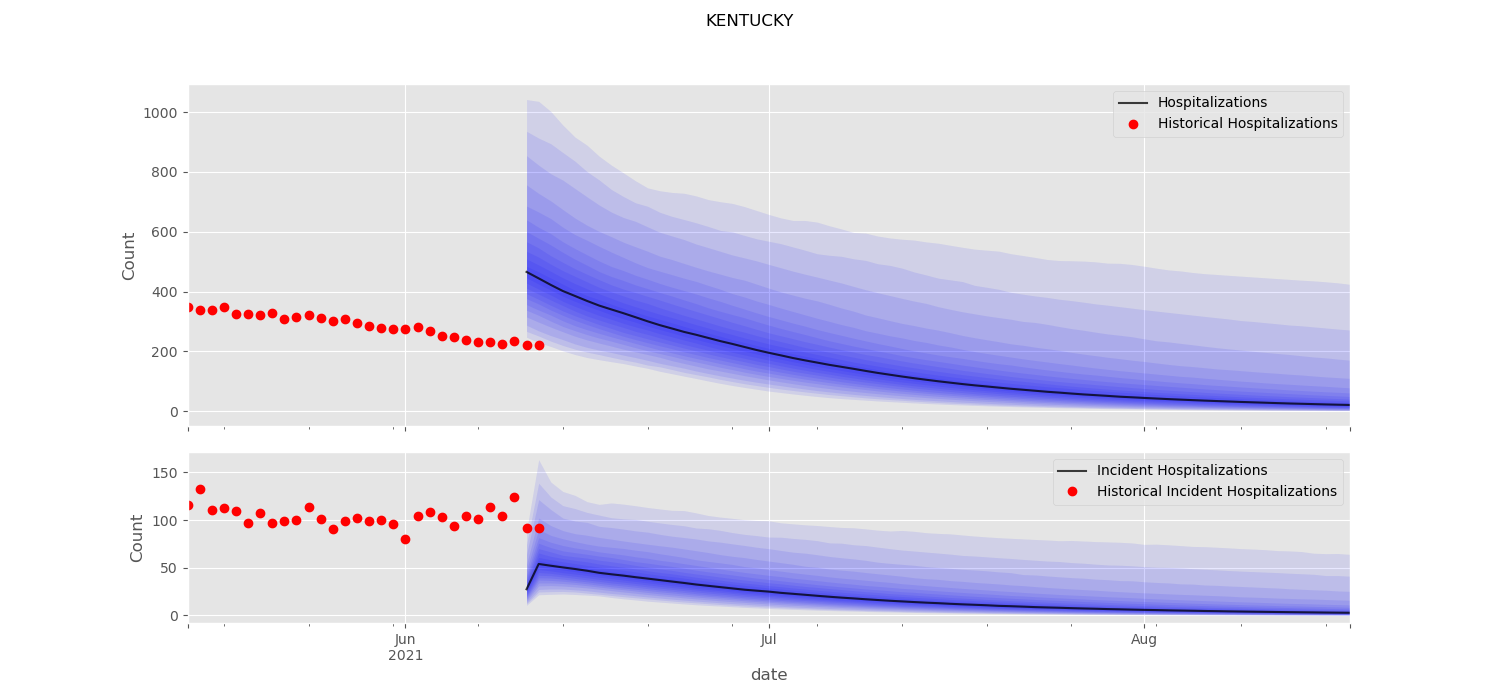 KENTUCKY
1000
800
600
400
200
0
Count
Hospitalizations
Historical Hospitalizations
150
100
50
0
Count
Incident Hospitalizations
Historical Incident Hospitalizations
Jun
2021
Jul
Aug
date